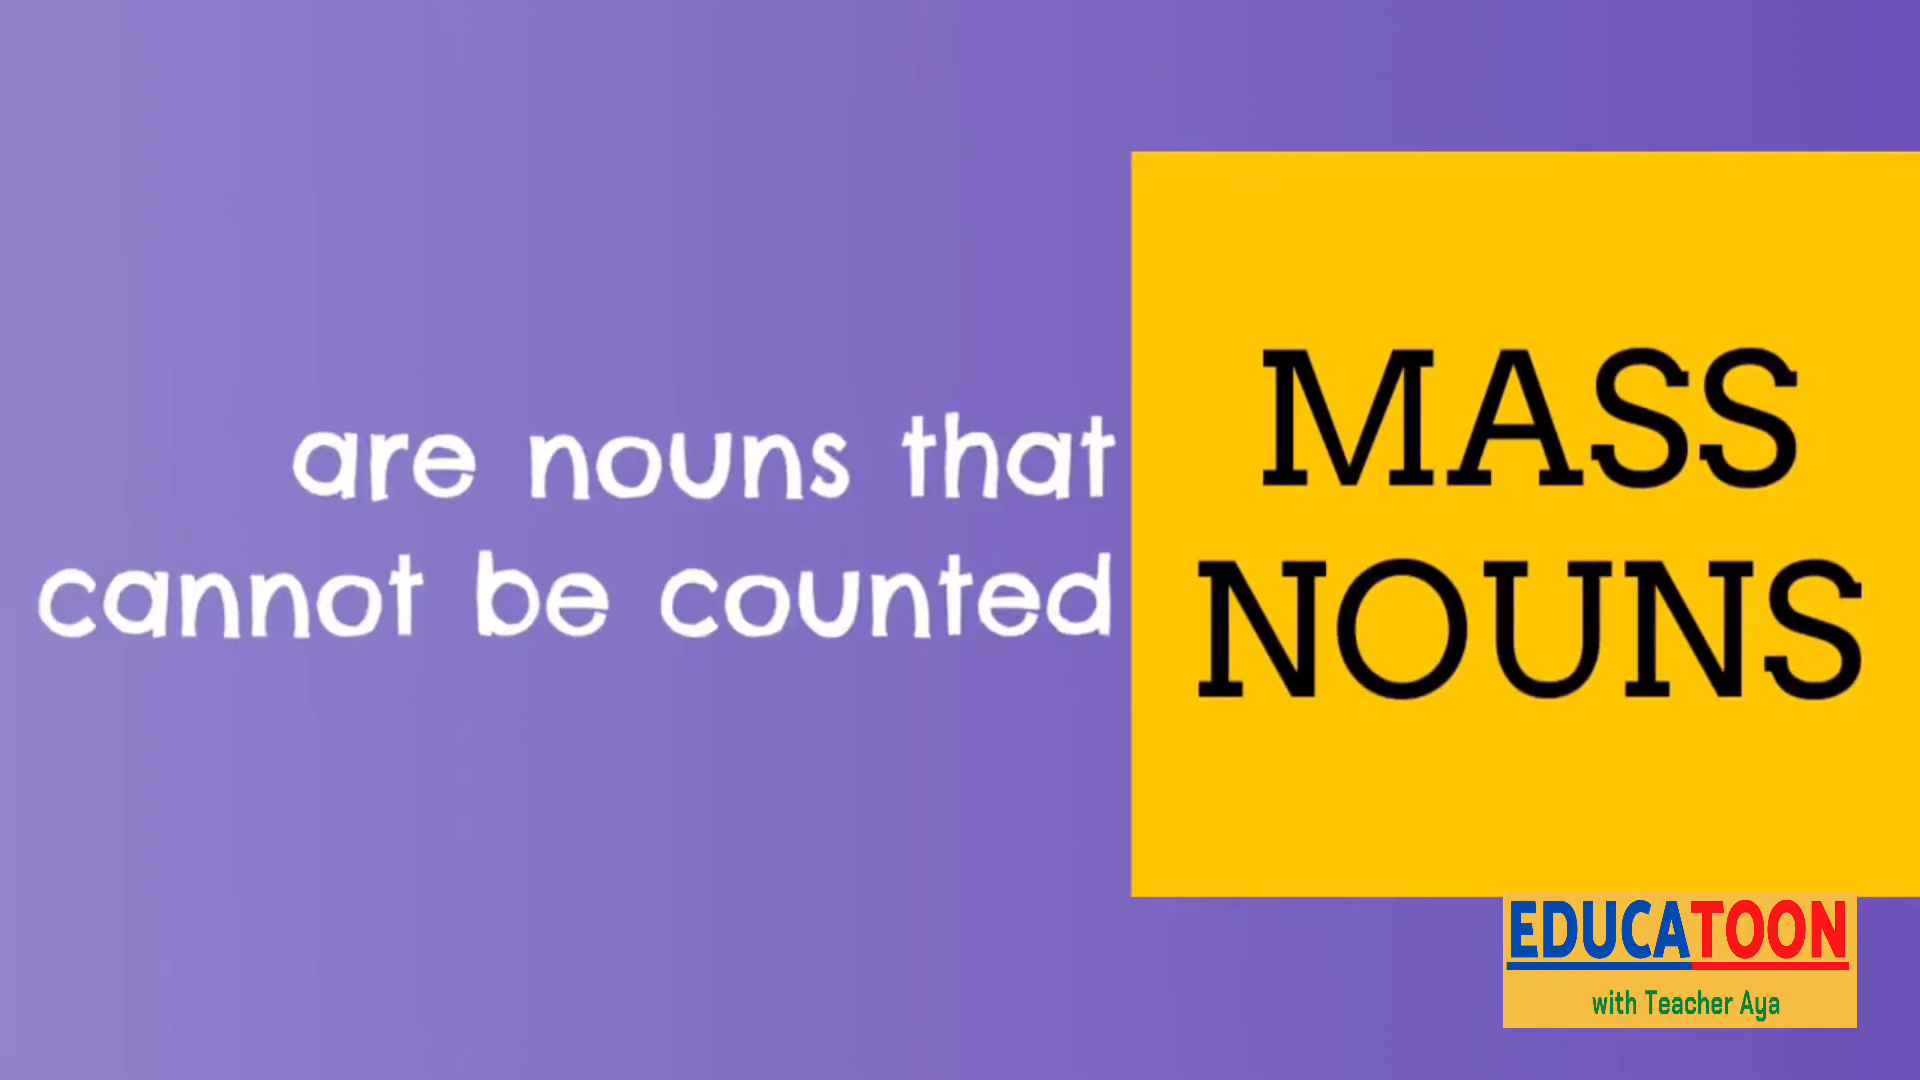 MASS
NOUNS
are nouns that
cannot be counted
EDUCATOON
with Teacher Aya